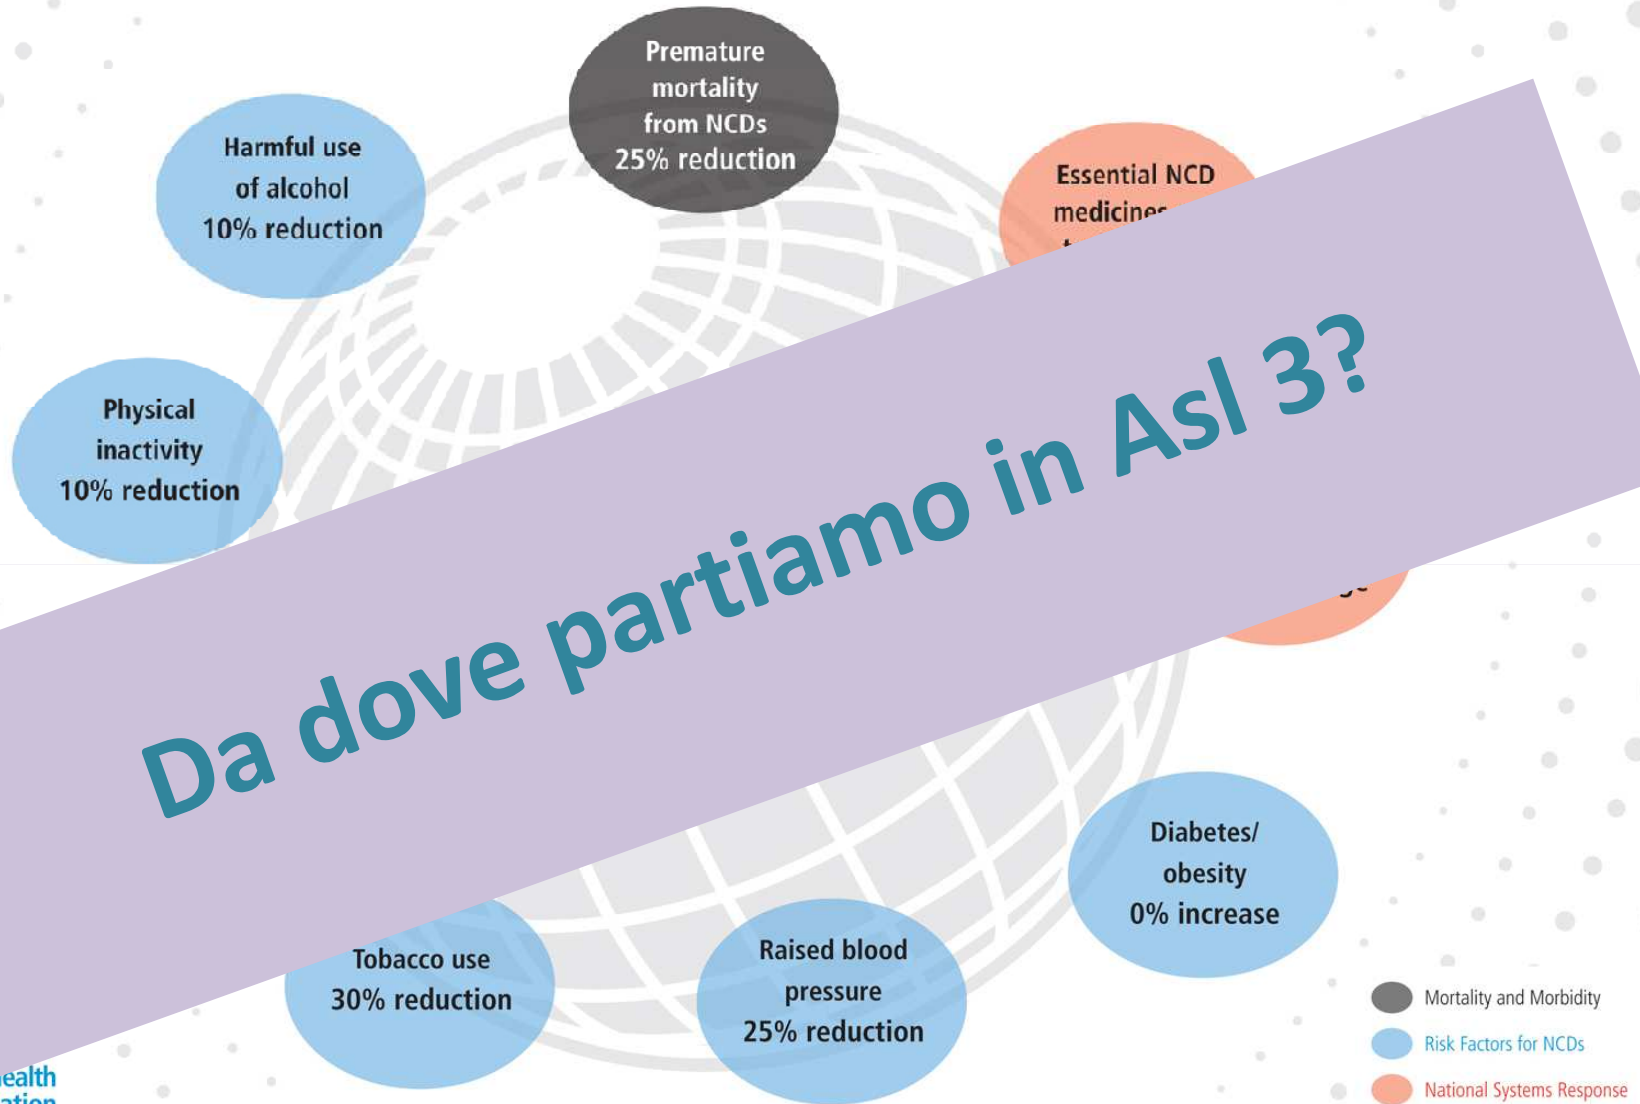 Premature
mortality
from NCDs
25% reduction
Harmful use
of alcohol
10% reduction
Essential NCD
Physical
inactivity
10% reduction
Da dove partiamo in Asl 3?
Diabetes/
obesity
0% increase
Tobacco use
30% reduction
Raised blood
pressure
25% reduction
Mortality and Morbidity
Risk Factors for NCDs
National Systems Response